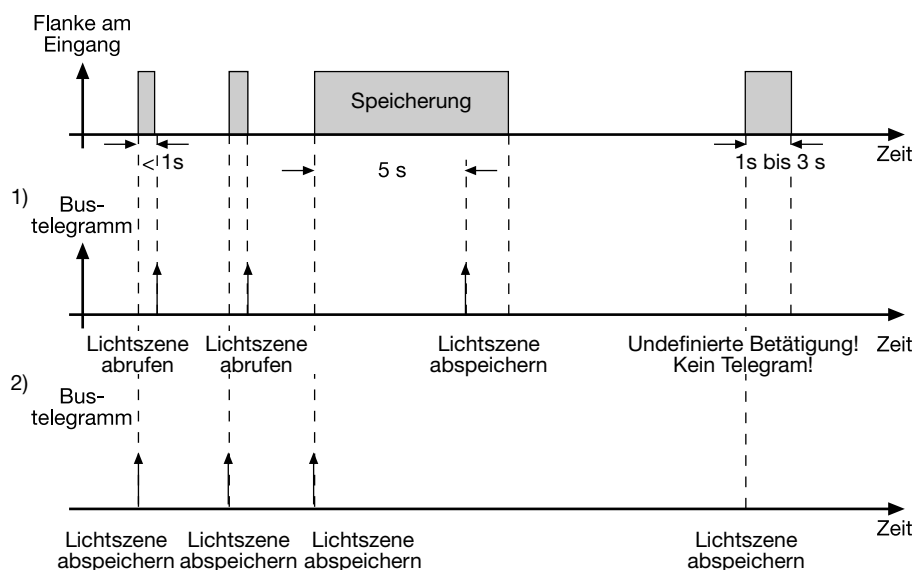 Flanke am
Eingang
Speicherung
Zeit
< 1s
5 s
1s bis 3 s
1)
Bus-
telegramm
Zeit
Lichtszene
abrufen
Lichtszene
abrufen
Lichtszene
abspeichern
Undefinierte Betätigung!
Kein Telegram!
2)
Bus-
telegramm
Zeit
Lichtszene
abspeichern
Lichtszene
abspeichern
Lichtszene
abspeichern
Lichtszene
abspeichern